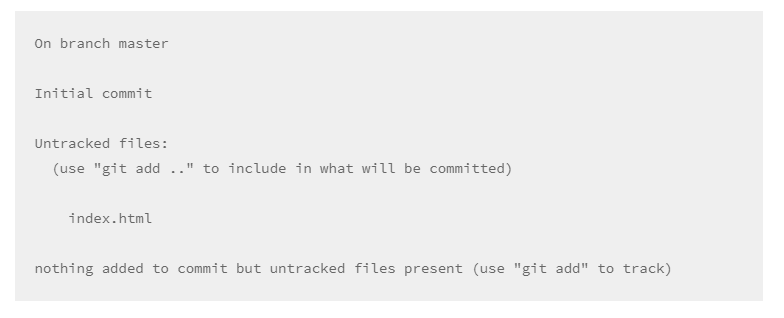 On branch master
Initial commit
Untracked files:
(use "git add .." to include in what will be committed)
index.html
nothing added to commit but untracked files present (use "git add" to track)